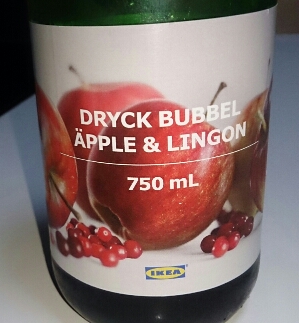 DRYCK BUBBEL
ÄPPLE & LINGON
750 mL
IKEA